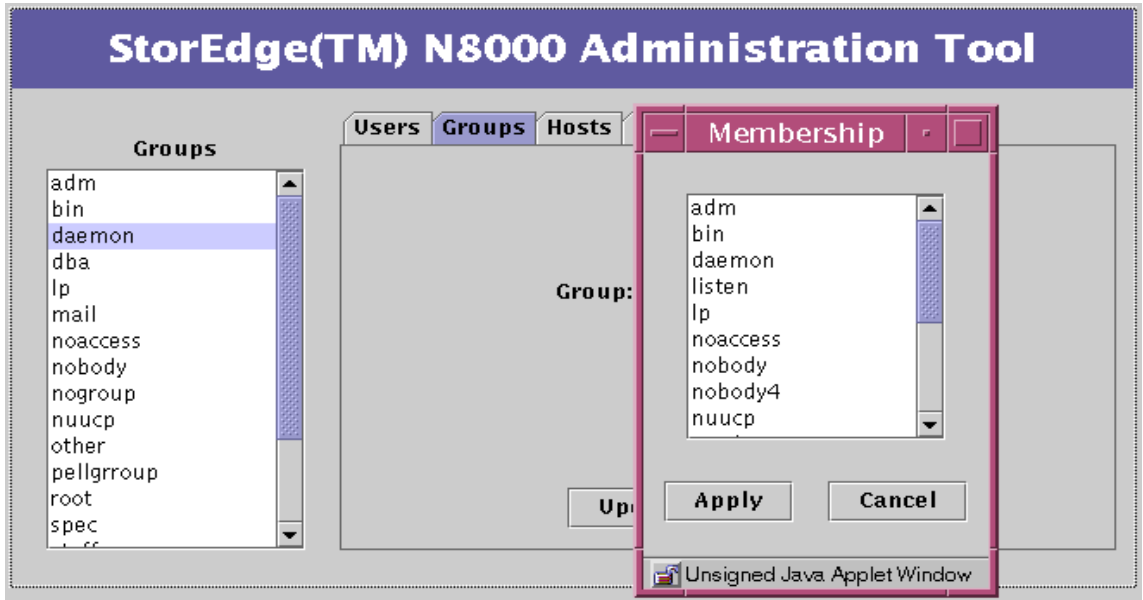 StorEdge(TM) N8000 Administration Tool
Groups
adm
bin
daemon
dba
lp
mail
noaccess
nobody
nogroup
nuucp
other
pellgrroup
root
spec
Users Groups Hosts
Group:
Membership
adm
bin
daemon
listen
lp
noaccess
nobody
nobody4
nuucp
Apply Cancel
Unsigned Java Applet Window